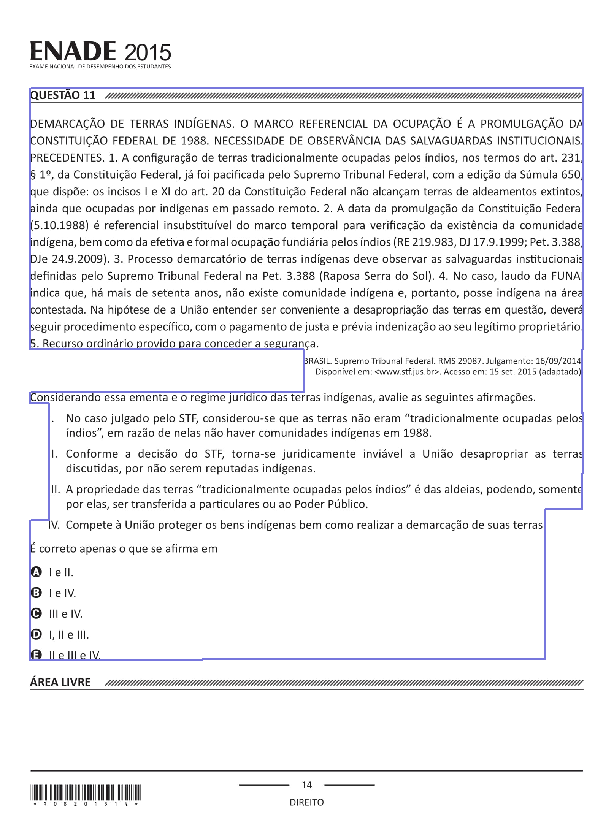 ENADE 2015
EXAME NACIONAL DE DESEMPENHO DOS ESTUDANTES
QUESTÃO 11
DEMARCAÇÃO DE TERRAS INDÍGENAS. O MARCO REFERENCIAL DA OCUPAÇÃO É A PROMULGAÇÃO DA
CONSTITUIÇÃO FEDERAL DE 1988. NECESSIDADE DE OBSERVÂNCIA DAS SALVAGUARDAS INSTITUCIONAIS.
PRECEDENTES. 1. A configuração de terras tradicionalmente ocupadas pelos índios, nos termos do art. 231,
§ 1º, da Constituição Federal, já foi pacificada pelo Supremo Tribunal Federal, com a edição da Súmula 650,
que dispõe: os incisos I e XI do art. 20 da Constituição Federal não alcançam terras de aldeamentos extintos,
ainda que ocupadas por indígenas em passado remoto. 2. A data da promulgação da Constituição Federal
(5.10.1988) é referencial insubstituível do marco temporal para verificação da existência da comunidade
indígena, bem como da efetiva e formal ocupação fundiária pelos índios (RE 219.983, DJ 17.9.1999; Pet. 3.388,
DJe 24.9.2009). 3. Processo demarcatório de terras indígenas deve observar as salvaguardas institucionais
definidas pelo Supremo Tribunal Federal na Pet. 3.388 (Raposa Serra do Sol). 4. No caso, laudo da FUNAI
indica que, há mais de setenta anos, não existe comunidade indígena e, portanto, posse indígena na área
contestada. Na hipótese de a União entender ser conveniente a desapropriação das terras em questão, deverá
seguir procedimento específico, com o pagamento de justa e prévia indenização ao seu legítimo proprietário.
5. Recurso ordinário provido para conceder a segurança.
BRASIL. Supremo Tribunal Federal. RMS 29087. Julgamento: 16/09/2014.
Disponível em: <www.stf.jus.br>. Acesso em: 15 set. 2015 (adaptado).
Considerando essa ementa e o regime jurídico das terras indígenas, avalie as seguintes afirmações.
I. No caso julgado pelo STF, considerou-se que as terras não eram “tradicionalmente ocupadas pelos
índios”, em razão de nelas não haver comunidades indígenas em 1988.
II. Conforme a decisão do STF, torna-se juridicamente inviável a União desapropriar as terras
discutidas, por não serem reputadas indígenas.
III. A propriedade das terras “tradicionalmente ocupadas pelos índios” é das aldeias, podendo, somente
por elas, ser transferida a particulares ou ao Poder Público.
IV. Compete à União proteger os bens indígenas bem como realizar a demarcação de suas terras.
É correto apenas o que se afirma em
A I e II.
B I e IV.
C III e IV.
D I, II e III.
E II e III e IV.
ÁREA LIVRE
14
DIREITO